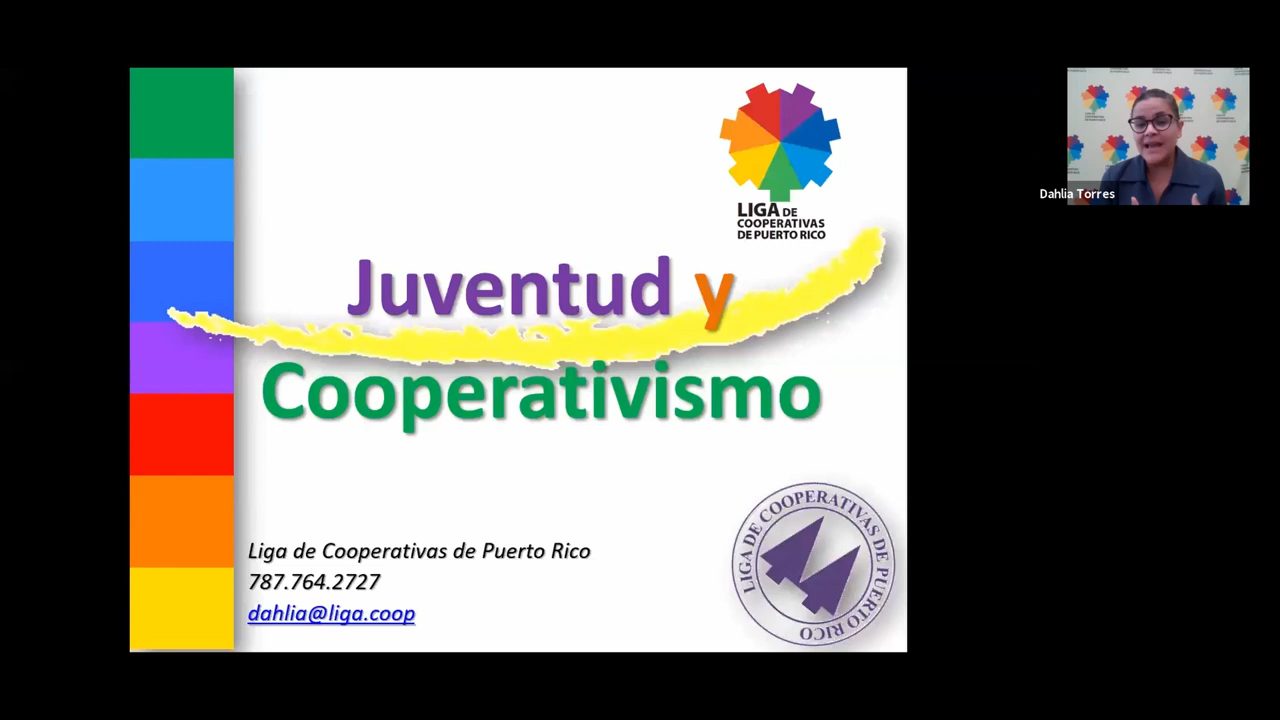 LIGA DE
COOPERATIVAS
DE PUERTO RICO
Juventud y
Cooperativismo
Liga de Cooperativas de Puerto Rico
787.764.2727
dahlia@liga.coop
LIGA DE COOPERATIVAS DE PUERTO RICO
Dahlia Torres